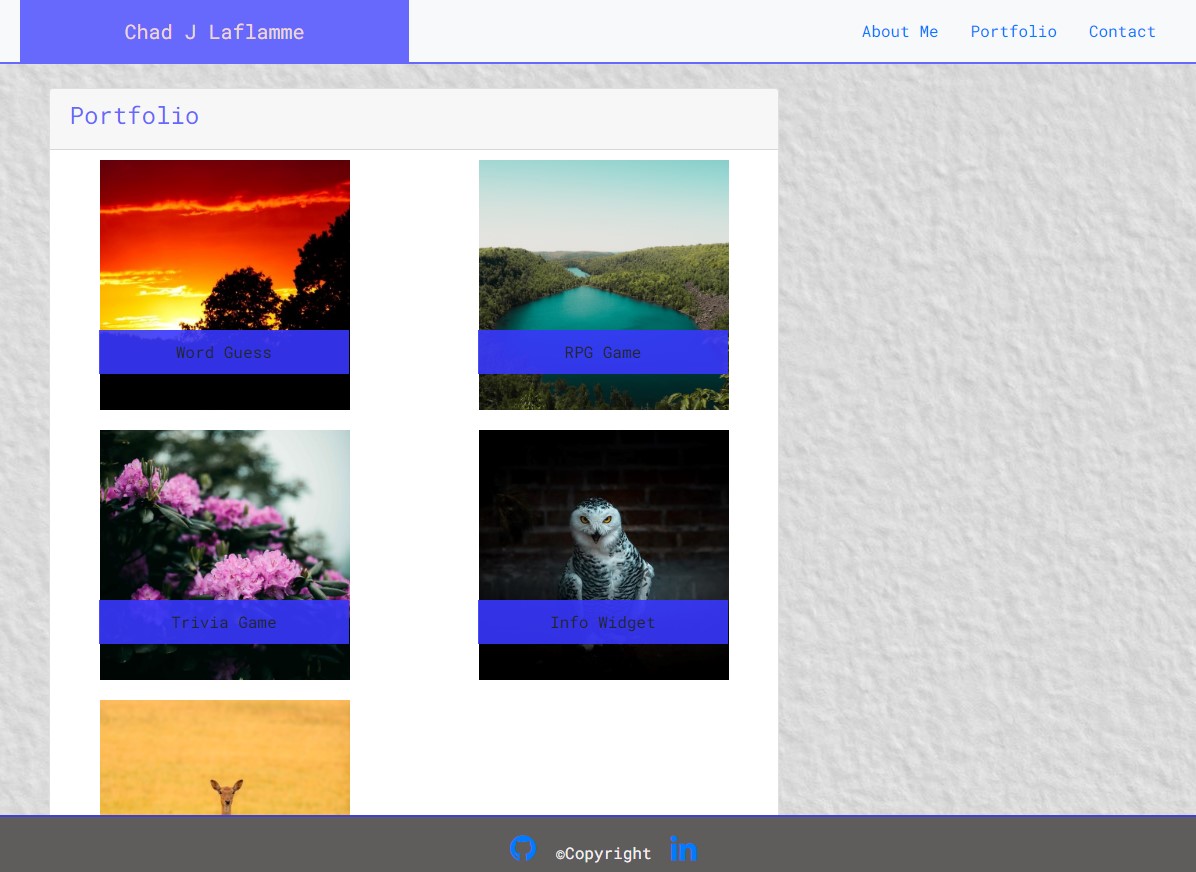 Chad J Laflamme
About Me
Portfolio
Contact
Portfolio
Word Guess
RPG Game
Trivia Game
Info Widget
©Copyright